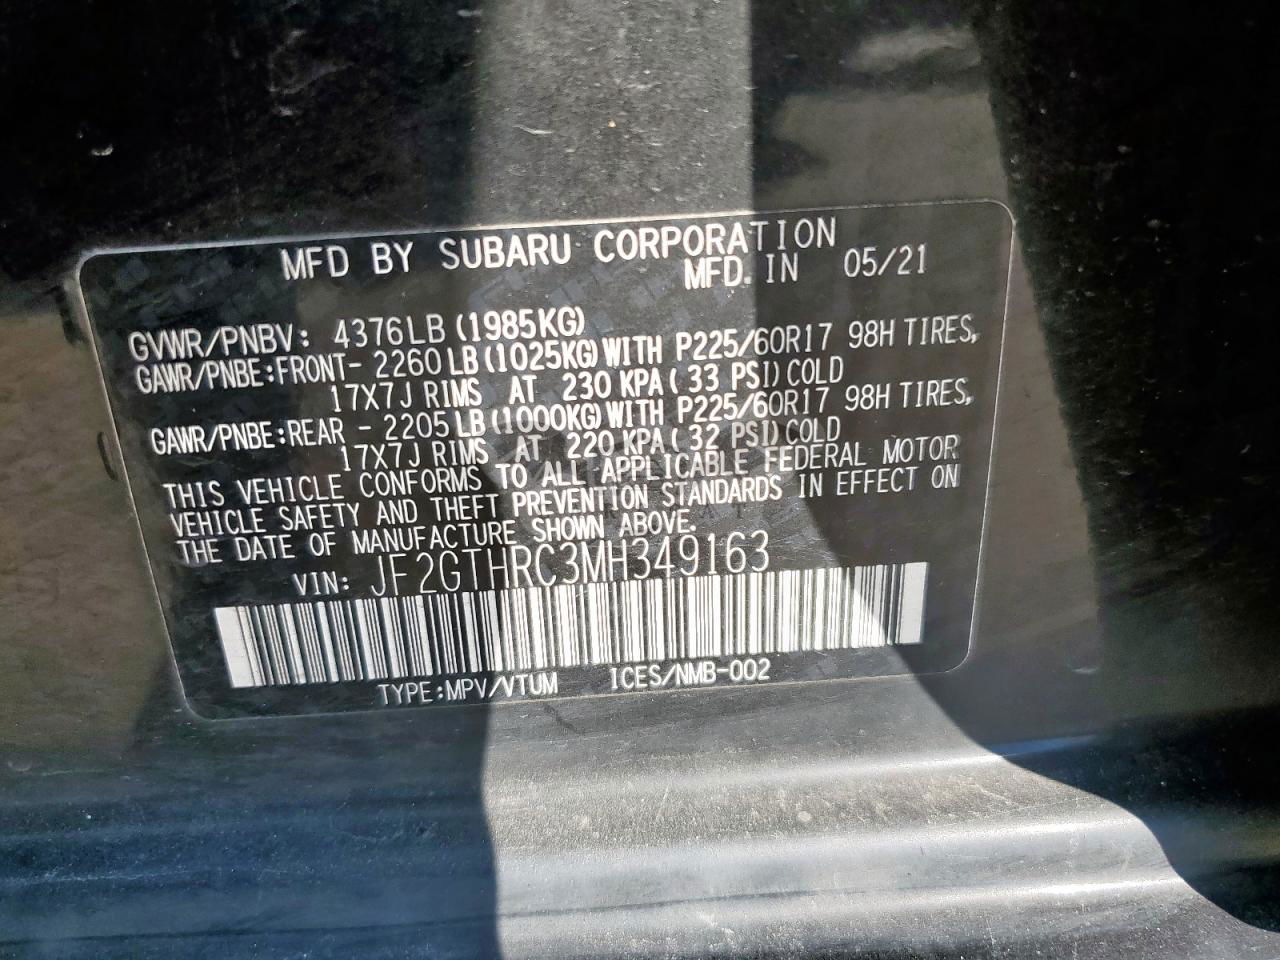 MFD BY SUBARU CORPORATION
MFD. IN 05/21
GVWR/PNBV: 4376LB (1985KG)
GAWR/PNBE:FRONT- 2260 LB (1025KG) WITH P225/60R17 98H TIRES,
17X7J RIMS AT 230 KPA ( 33 PSI) COLD
GAWR/PNBE:REAR - 2205 LB (1000KG) WITH P225/60R17 98H TIRES,
17X7J RIMS AT 220 KPA ( 32 PSI) COLD
THIS VEHICLE CONFORMS TO ALL APPLICABLE FEDERAL MOTOR
VEHICLE SAFETY AND THEFT PREVENTION STANDARDS IN EFFECT ON
THE DATE OF MANUFACTURE SHOWN ABOVE.
VIN: JF2GTHRC3MH349163
TYPE:MPV/VTUM ICES/NMB-002